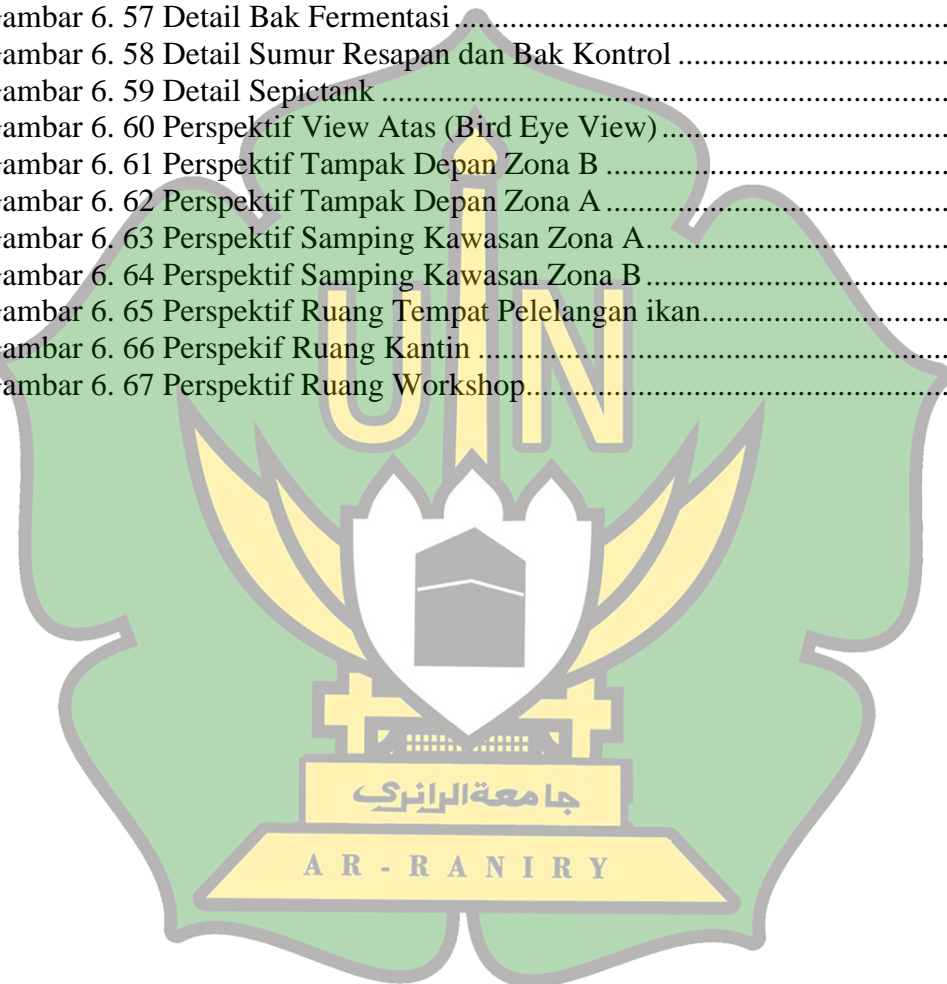 ambar 6. 57 Detail Bak Fermentasi ................................................................
ambar 6. 58 Detail Sumur Resapan dan Bak Kontrol ...................................
ambar 6. 59 Detail Sepictank ..........................................................................
ambar 6. 60 Perspektif View Atas (Bird Eye View) .....................................
ambar 6. 61 Perspektif Tampak Depan Zona B .............................................
ambar 6. 62 Perspektif Tampak Depan Zona A .............................................
ambar 6. 63 Perspektif Samping Kawasan Zona A.......................................
ambar 6. 64 Perspektif Samping Kawasan Zona B .......................................
ambar 6. 65 Perspektif Ruang Tempat Pelelangan ikan................................
ambar 6. 66 Perspekif Ruang Kantin ............................................................
ambar 6. 67 Perspektif Ruang Workshop......................................................
UIN
جامعةالرانري
AR-RANIRY